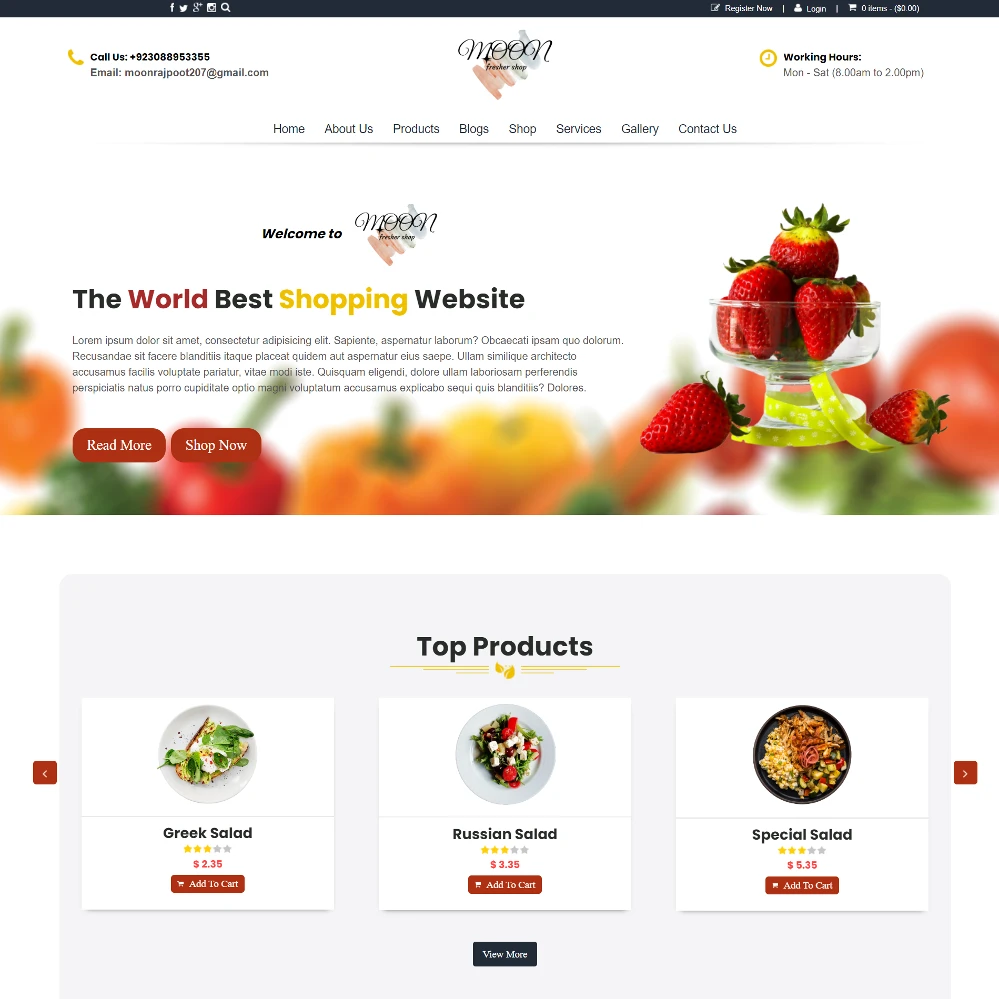 Register Now | Login | 0 items - ($0.00)
Call Us: +923088953355
Email: moonrajpoot207@gmail.com
MOON
fresher shop
Working Hours:
Mon - Sat (8.00am to 2.00pm)
Home About Us Products Blogs Shop Services Gallery Contact Us
Welcome to MOON
fresher shop
The World Best Shopping Website
Lorem ipsum dolor sit amet, consectetur adipisicing elit. Sapiente, aspernatur laborum? Obcaecati ipsam quo dolorum.
Recusandae sit facere blanditiis itaque placeat quidem aut aspernatur eius saepe. Ullam similique architecto
accusamus facilis voluptate pariatur, vitae modi iste. Quisquam eligendi, dolore ullam laboriosam perferendis
perspiciatis natus porro cupiditate optio magni voluptatum accusamus explicabo sequi quis blanditiis? Dolores.
Read More Shop Now
Top Products
Greek Salad
$ 2.35
Add To Cart
Russian Salad
$ 3.35
Add To Cart
Special Salad
$ 5.35
Add To Cart
View More